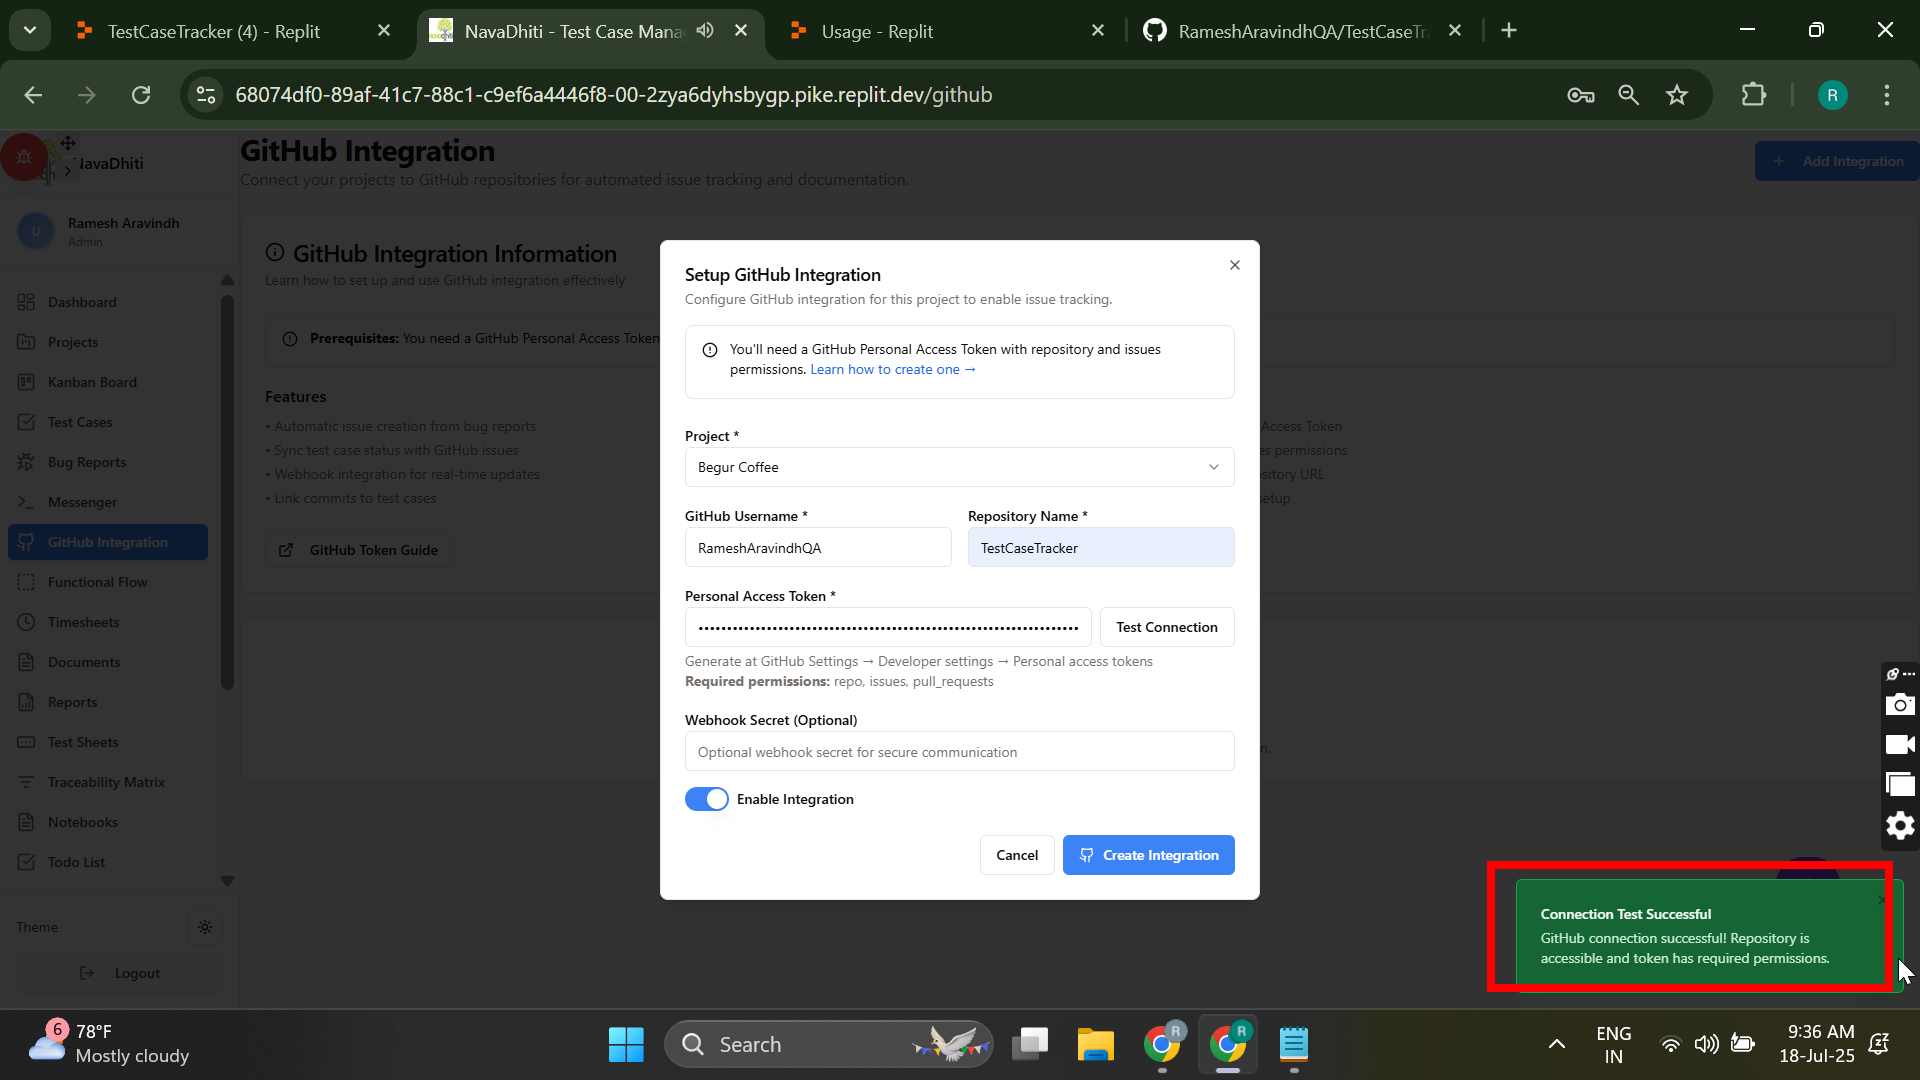 TestCaseTracker (4) - Replit
NavaDhiti - Test Case Mana
Usage - Replit
RameshAravindhQA/TestCaseTr
68074df0-89af-41c7-88c1-c9ef6a4446f8-00-2zya6dyhsbygp.pike.replit.dev/github
R
NavaDhiti
GitHub Integration
Connect your projects to GitHub repositories for automated issue tracking and documentation.
+ Add Integration
U
Ramesh Aravindh
Admin
GitHub Integration Information
Learn how to set up and use GitHub integration effectively
Prerequisites: You need a GitHub Personal Access Token
Features
• Automatic issue creation from bug reports
• Sync test case status with GitHub issues
• Webhook integration for real-time updates
• Link commits to test cases
GitHub Token Guide
Access Token
permissions
URL
setup
Dashboard
Projects
Kanban Board
Test Cases
Bug Reports
Messenger
GitHub Integration
Functional Flow
Timesheets
Documents
Reports
Test Sheets
Traceability Matrix
Notebooks
Todo List
Theme
Logout
Setup GitHub Integration
Configure GitHub integration for this project to enable issue tracking.
You'll need a GitHub Personal Access Token with repository and issues
permissions. Learn how to create one →
Project *
Begur Coffee
GitHub Username *
Repository Name *
RameshAravindhQA
TestCaseTracker
Personal Access Token *
Test Connection
Generate at GitHub Settings → Developer settings → Personal access tokens
Required permissions: repo, issues, pull_requests
Webhook Secret (Optional)
Optional webhook secret for secure communication
Enable Integration
Cancel
Create Integration
Connection Test Successful
GitHub connection successful! Repository is
accessible and token has required permissions.
6
78°F
Mostly cloudy
Search
R
R
ENG
IN
9:36 AM
18-Jul-25